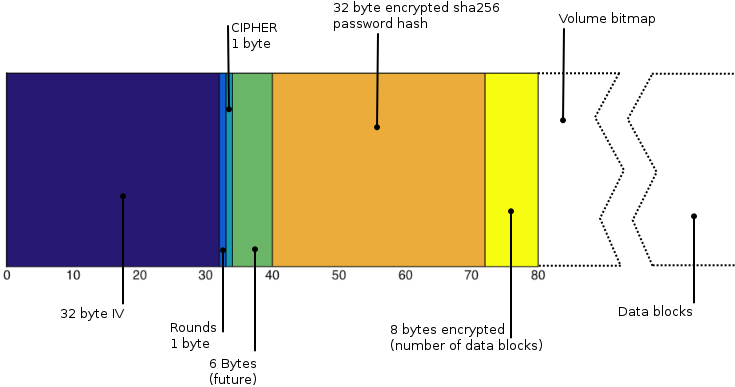 32 byte encrypted sha256
password hash
Volume bitmap
CIPHER
1 byte
0 10 20 30 40 50 60 70 80
32 byte IV
Rounds
1 byte
6 Bytes
(future)
8 bytes encrypted
(number of data blocks)
Data blocks